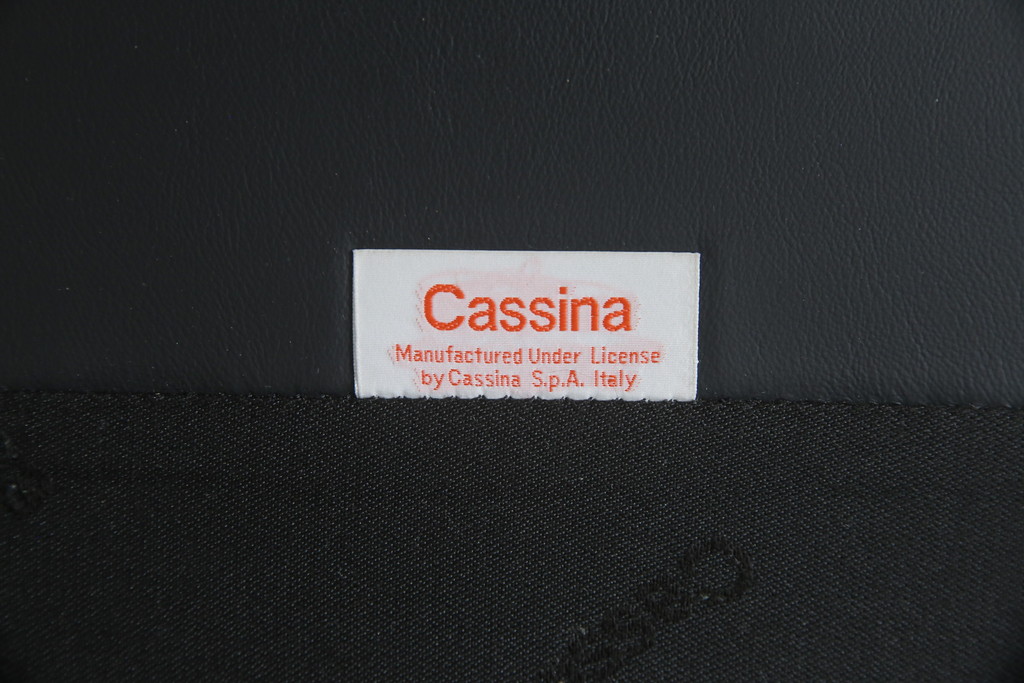 Cassina
Manufactured Under License
by Cassina S.p.A. Italy